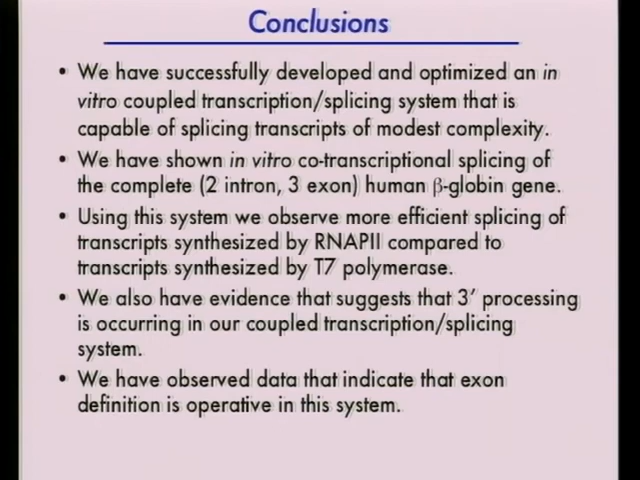 Conclusions
• We have successfully developed and optimized an in
vitro coupled transcription/splicing system that is
capable of splicing transcripts of modest complexity.
• We have shown in vitro co-transcriptional splicing of
the complete (2 intron, 3 exon) human β-globin gene.
• Using this system we observe more efficient splicing of
transcripts synthesized by RNAPII compared to
transcripts synthesized by T7 polymerase.
• We also have evidence that suggests that 3′ processing
is occurring in our coupled transcription/splicing
system.
• We have observed data that indicate that exon
definition is operative in this system.